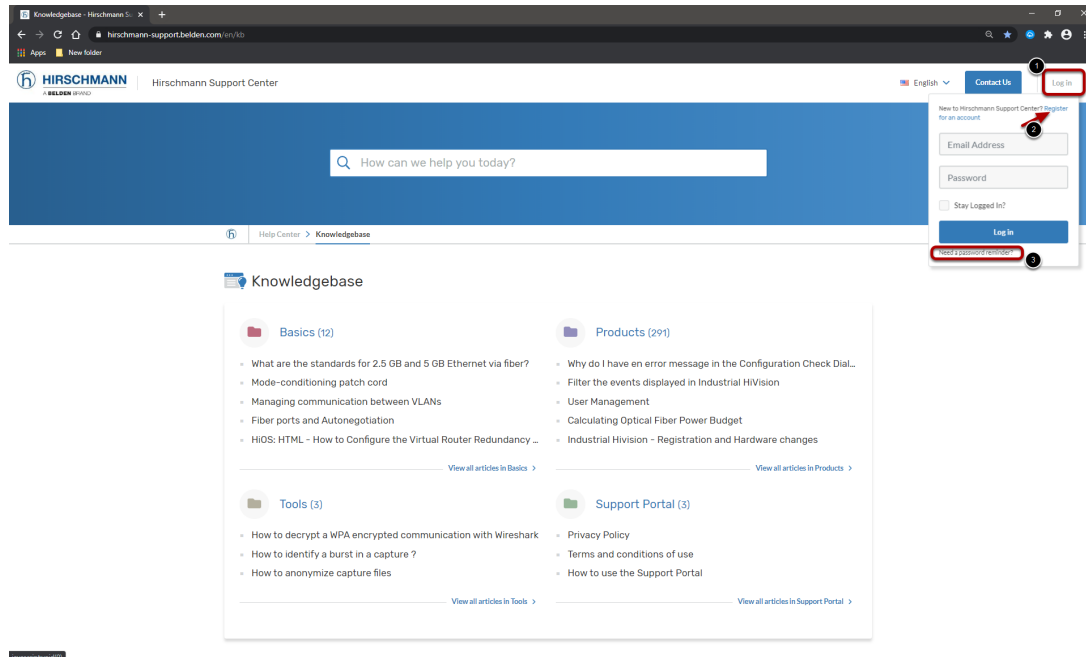 Knowledgebase - Hirschmann Su
hirschmann-support.belden.com/en/kb
Apps New folder
HIRSCHMANN
A BELDEN BRAND
Hirschmann Support Center
English
Contact Us
1
Log in
New to Hirschmann Support Center? Register
for an account
2
Email Address
Password
Stay Logged In?
Log in
Need a password reminder?
3
How can we help you today?
Help Center > Knowledgebase
Knowledgebase
Basics (12)
What are the standards for 2.5 GB and 5 GB Ethernet via fiber?
Mode-conditioning patch cord
Managing communication between VLANs
Fiber ports and Autonegotiation
HiOS: HTML - How to Configure the Virtual Router Redundancy ...
View all articles in Basics >
Products (291)
Why do I have en error message in the Configuration Check Dial...
Filter the events displayed in Industrial HiVision
User Management
Calculating Optical Fiber Power Budget
Industrial Hivision - Registration and Hardware changes
View all articles in Products >
Tools (3)
How to decrypt a WPA encrypted communication with Wireshark
How to identify a burst in a capture ?
How to anonymize capture files
View all articles in Tools >
Support Portal (3)
Privacy Policy
Terms and conditions of use
How to use the Support Portal
View all articles in Support Portal >